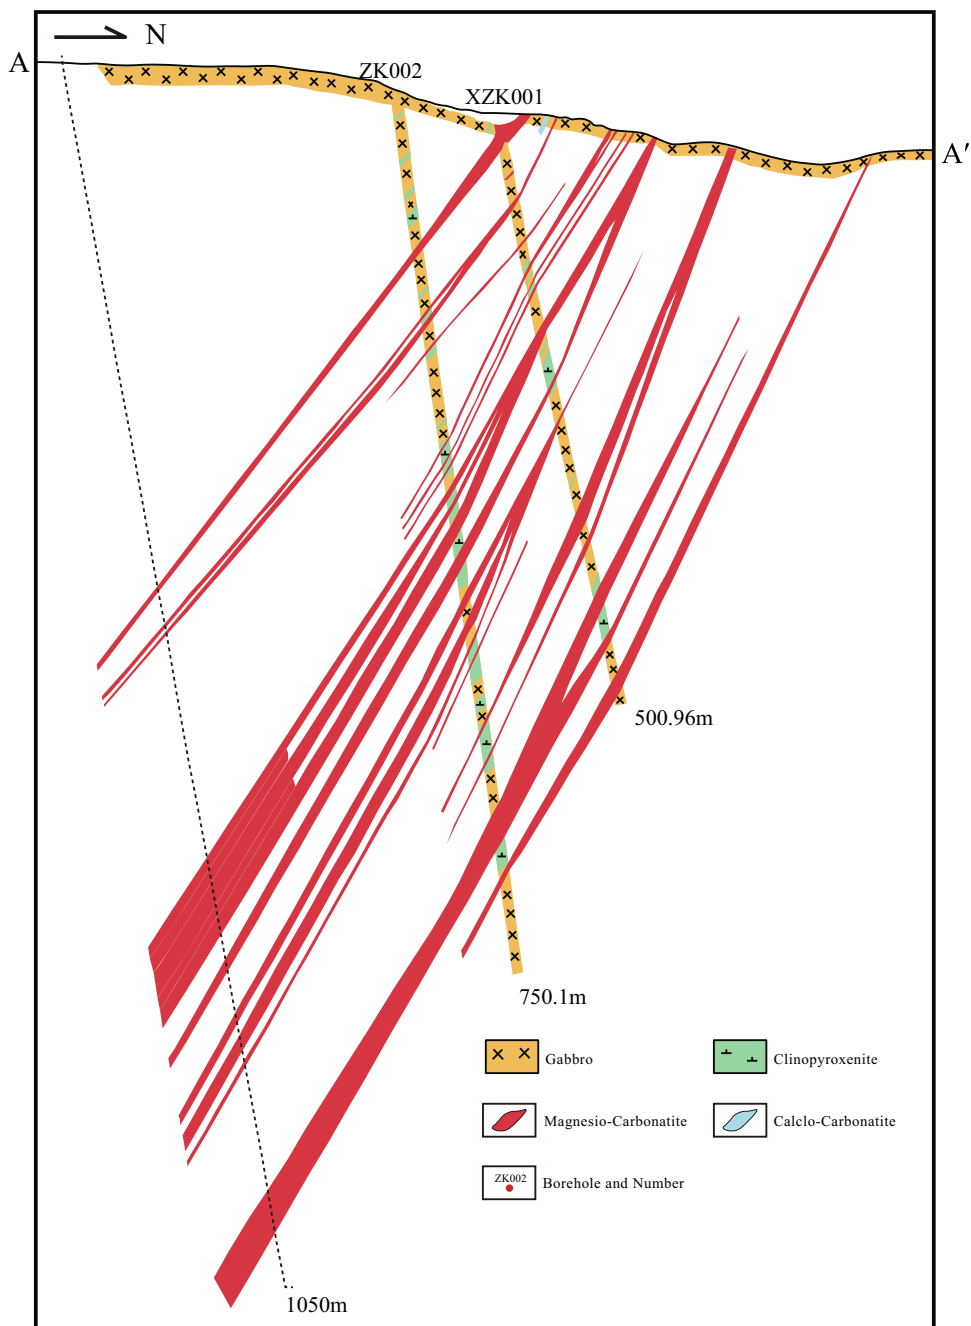 N
A
ZK002
XZK001
A′
500.96m
750.1m
Gabbro
Clinopyroxenite
Magnesio-Carbonatite
Calclo-Carbonatite
ZK002
Borehole and Number
1050m